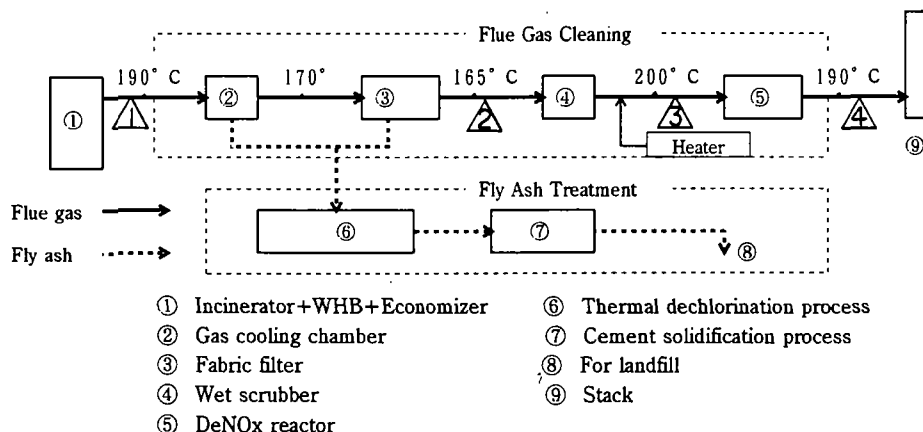 Flue Gas Cleaning
190° C
170°
165° C
200° C
190° C
①
②
③
④
⑤
⑨
1
2
3
4
Heater
Fly Ash Treatment
Flue gas
Fly ash
⑥
⑦
⑧
① Incinerator+WHB+Economizer
② Gas cooling chamber
③ Fabric filter
④ Wet scrubber
⑤ DeNOx reactor
⑥ Thermal dechlorination process
⑦ Cement solidification process
⑧ For landfill
⑨ Stack